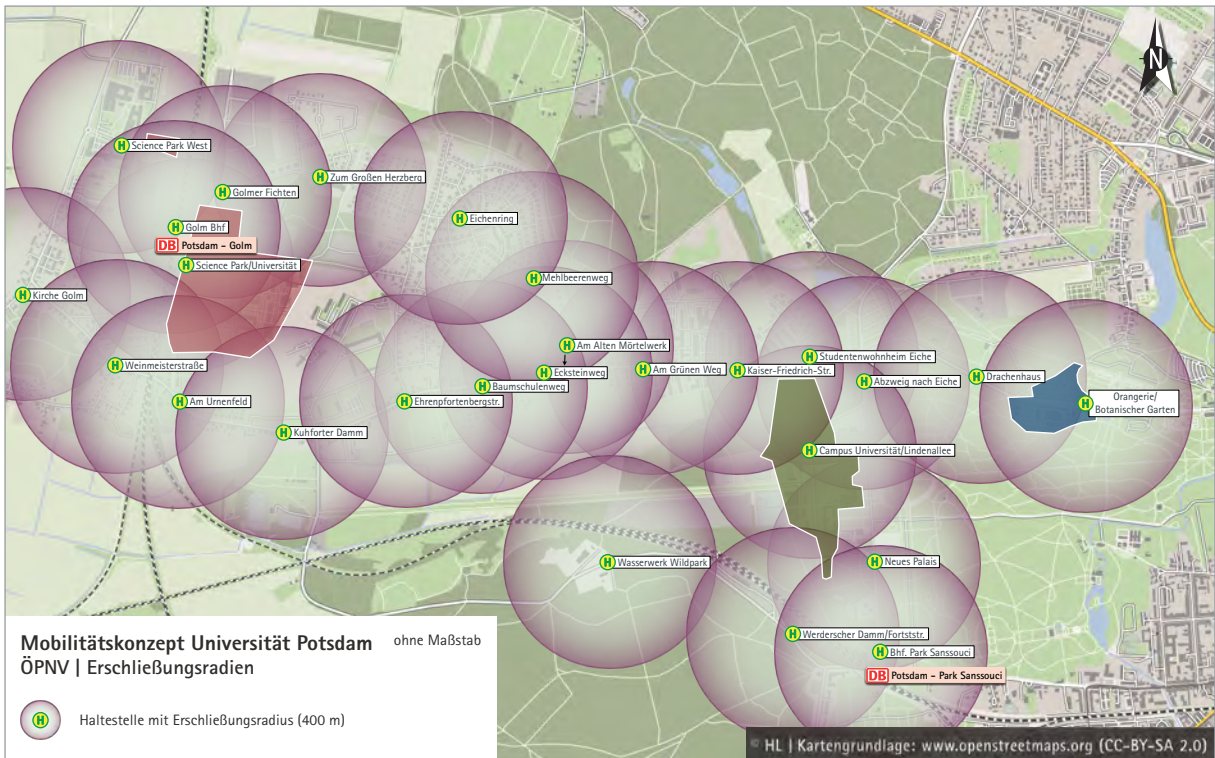 N
H Science Park West
H Zum Großen Herzberg
H Golmer Fichten
H Eichenring
H Golm Bhf
DB Potsdam - Golm
H Science Park/Universität
H Mehlbeerenweg
H Kirche Golm
H Am Alten Mörtelwerk
H Studentenwohnheim Eiche
H Weinmeisterstraße
H Ecksteinweg
H Am Grünen Weg
H Kaiser-Friedrich-Str.
H Baumschulenweg
H Abzweig nach Eiche
H Drachenhaus
H Am Urnenfeld
H Ehrenpfortenbergstr.
H Orangerie/
Botanischer Garten
H Kuhforter Damm
H Campus Universität/Lindenallee
H Wasserwerk Wildpark
H Neues Palais
H Werderscher Damm/Fortststr.
H Bhf. Park Sanssouci
DB Potsdam - Park Sanssouci
Mobilitätskonzept Universität Potsdam ohne Maßstab
ÖPNV | Erschließungsradien
H Haltestelle mit Erschließungsradius (400 m)
© HL | Kartengrundlage: www.openstreetmaps.org (CC-BY-SA 2.0)